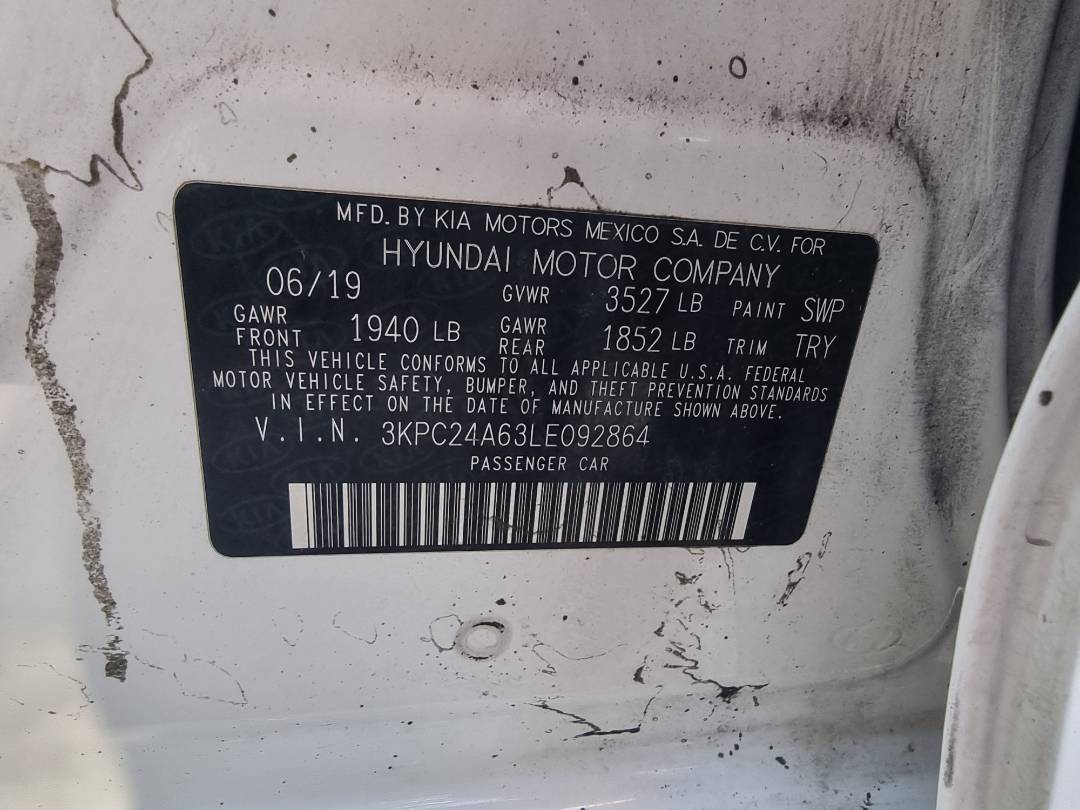 MFD. BY KIA MOTORS MEXICO S.A. DE C.V. FOR
HYUNDAI MOTOR COMPANY
06/19 GVWR 3527 LB PAINT SWP
GAWR FRONT 1940 LB GAWR REAR 1852 LB TRIM TRY
THIS VEHICLE CONFORMS TO ALL APPLICABLE U.S.A. FEDERAL
MOTOR VEHICLE SAFETY, BUMPER, AND THEFT PREVENTION STANDARDS
IN EFFECT ON THE DATE OF MANUFACTURE SHOWN ABOVE.
V.I.N. 3KPC24A63LE092864
PASSENGER CAR